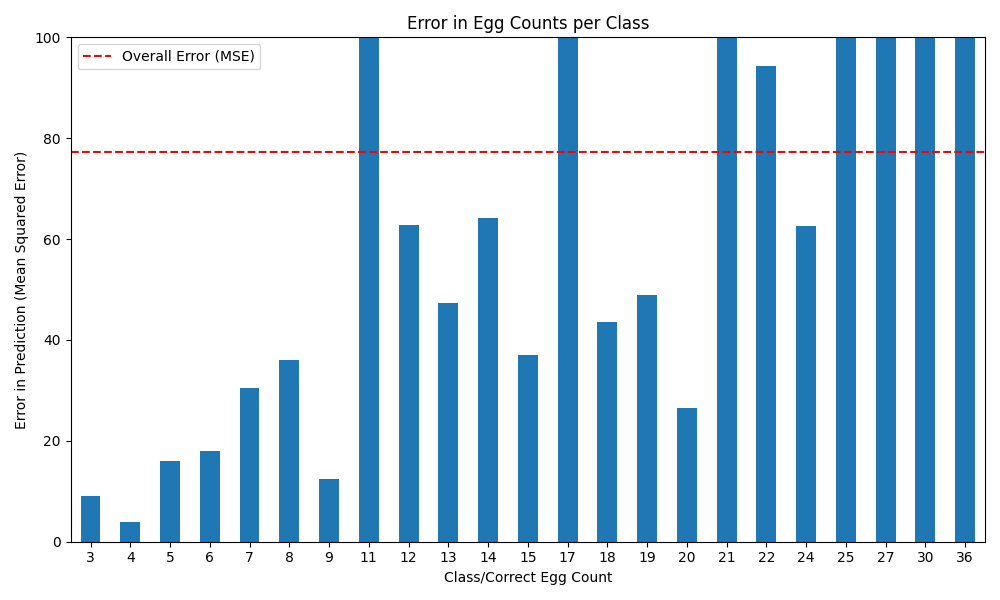 Error in Egg Counts per Class
Overall Error (MSE)
Error in Prediction (Mean Squared Error)
100
80
60
40
20
0
3 4 5 6 7 8 9 11 12 13 14 15 17 18 19 20 21 22 24 25 27 30 36
Class/Correct Egg Count